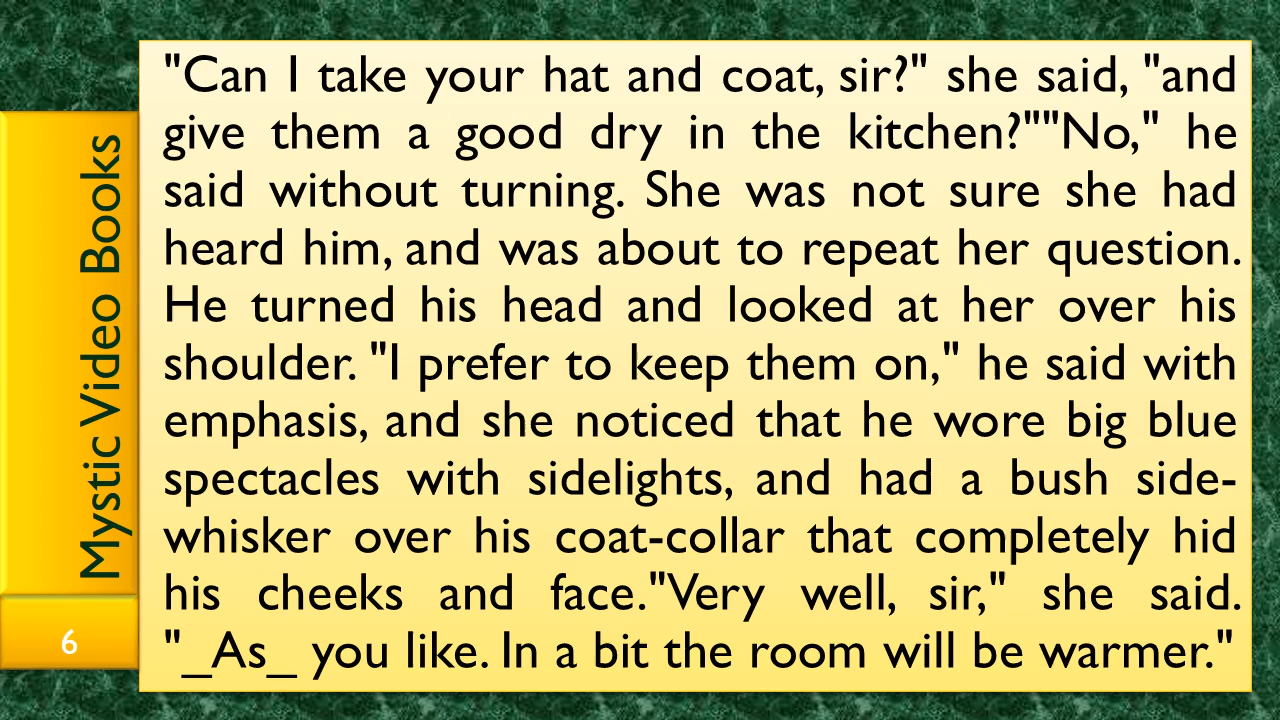 Mystic Video Books
6
"Can I take your hat and coat, sir?" she said, "and
give them a good dry in the kitchen?""No," he
said without turning. She was not sure she had
heard him, and was about to repeat her question.
He turned his head and looked at her over his
shoulder. "I prefer to keep them on," he said with
emphasis, and she noticed that he wore big blue
spectacles with sidelights, and had a bush side-
whisker over his coat-collar that completely hid
his cheeks and face."Very well, sir," she said.
"_As_ you like. In a bit the room will be warmer."